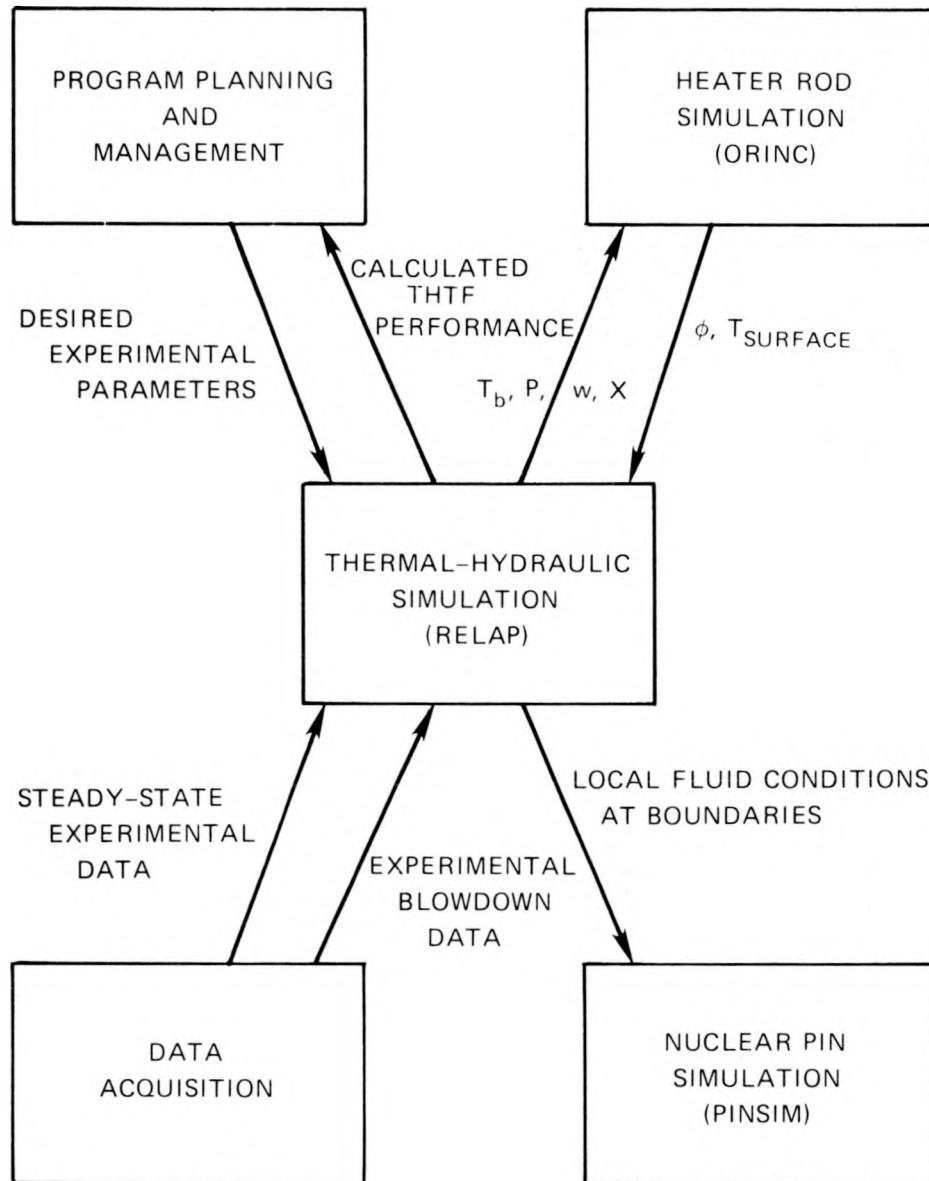 PROGRAM PLANNING
AND
MANAGEMENT
HEATER ROD
SIMULATION
(ORINC)
DESIRED
EXPERIMENTAL
PARAMETERS
CALCULATED
THTF
PERFORMANCE
T_b, P, w, X
ϕ, T_SURFACE
THERMAL–HYDRAULIC
SIMULATION
(RELAP)
STEADY–STATE
EXPERIMENTAL
DATA
EXPERIMENTAL
BLOWDOWN
DATA
LOCAL FLUID CONDITIONS
AT BOUNDARIES
DATA
ACQUISITION
NUCLEAR PIN
SIMULATION
(PINSIM)